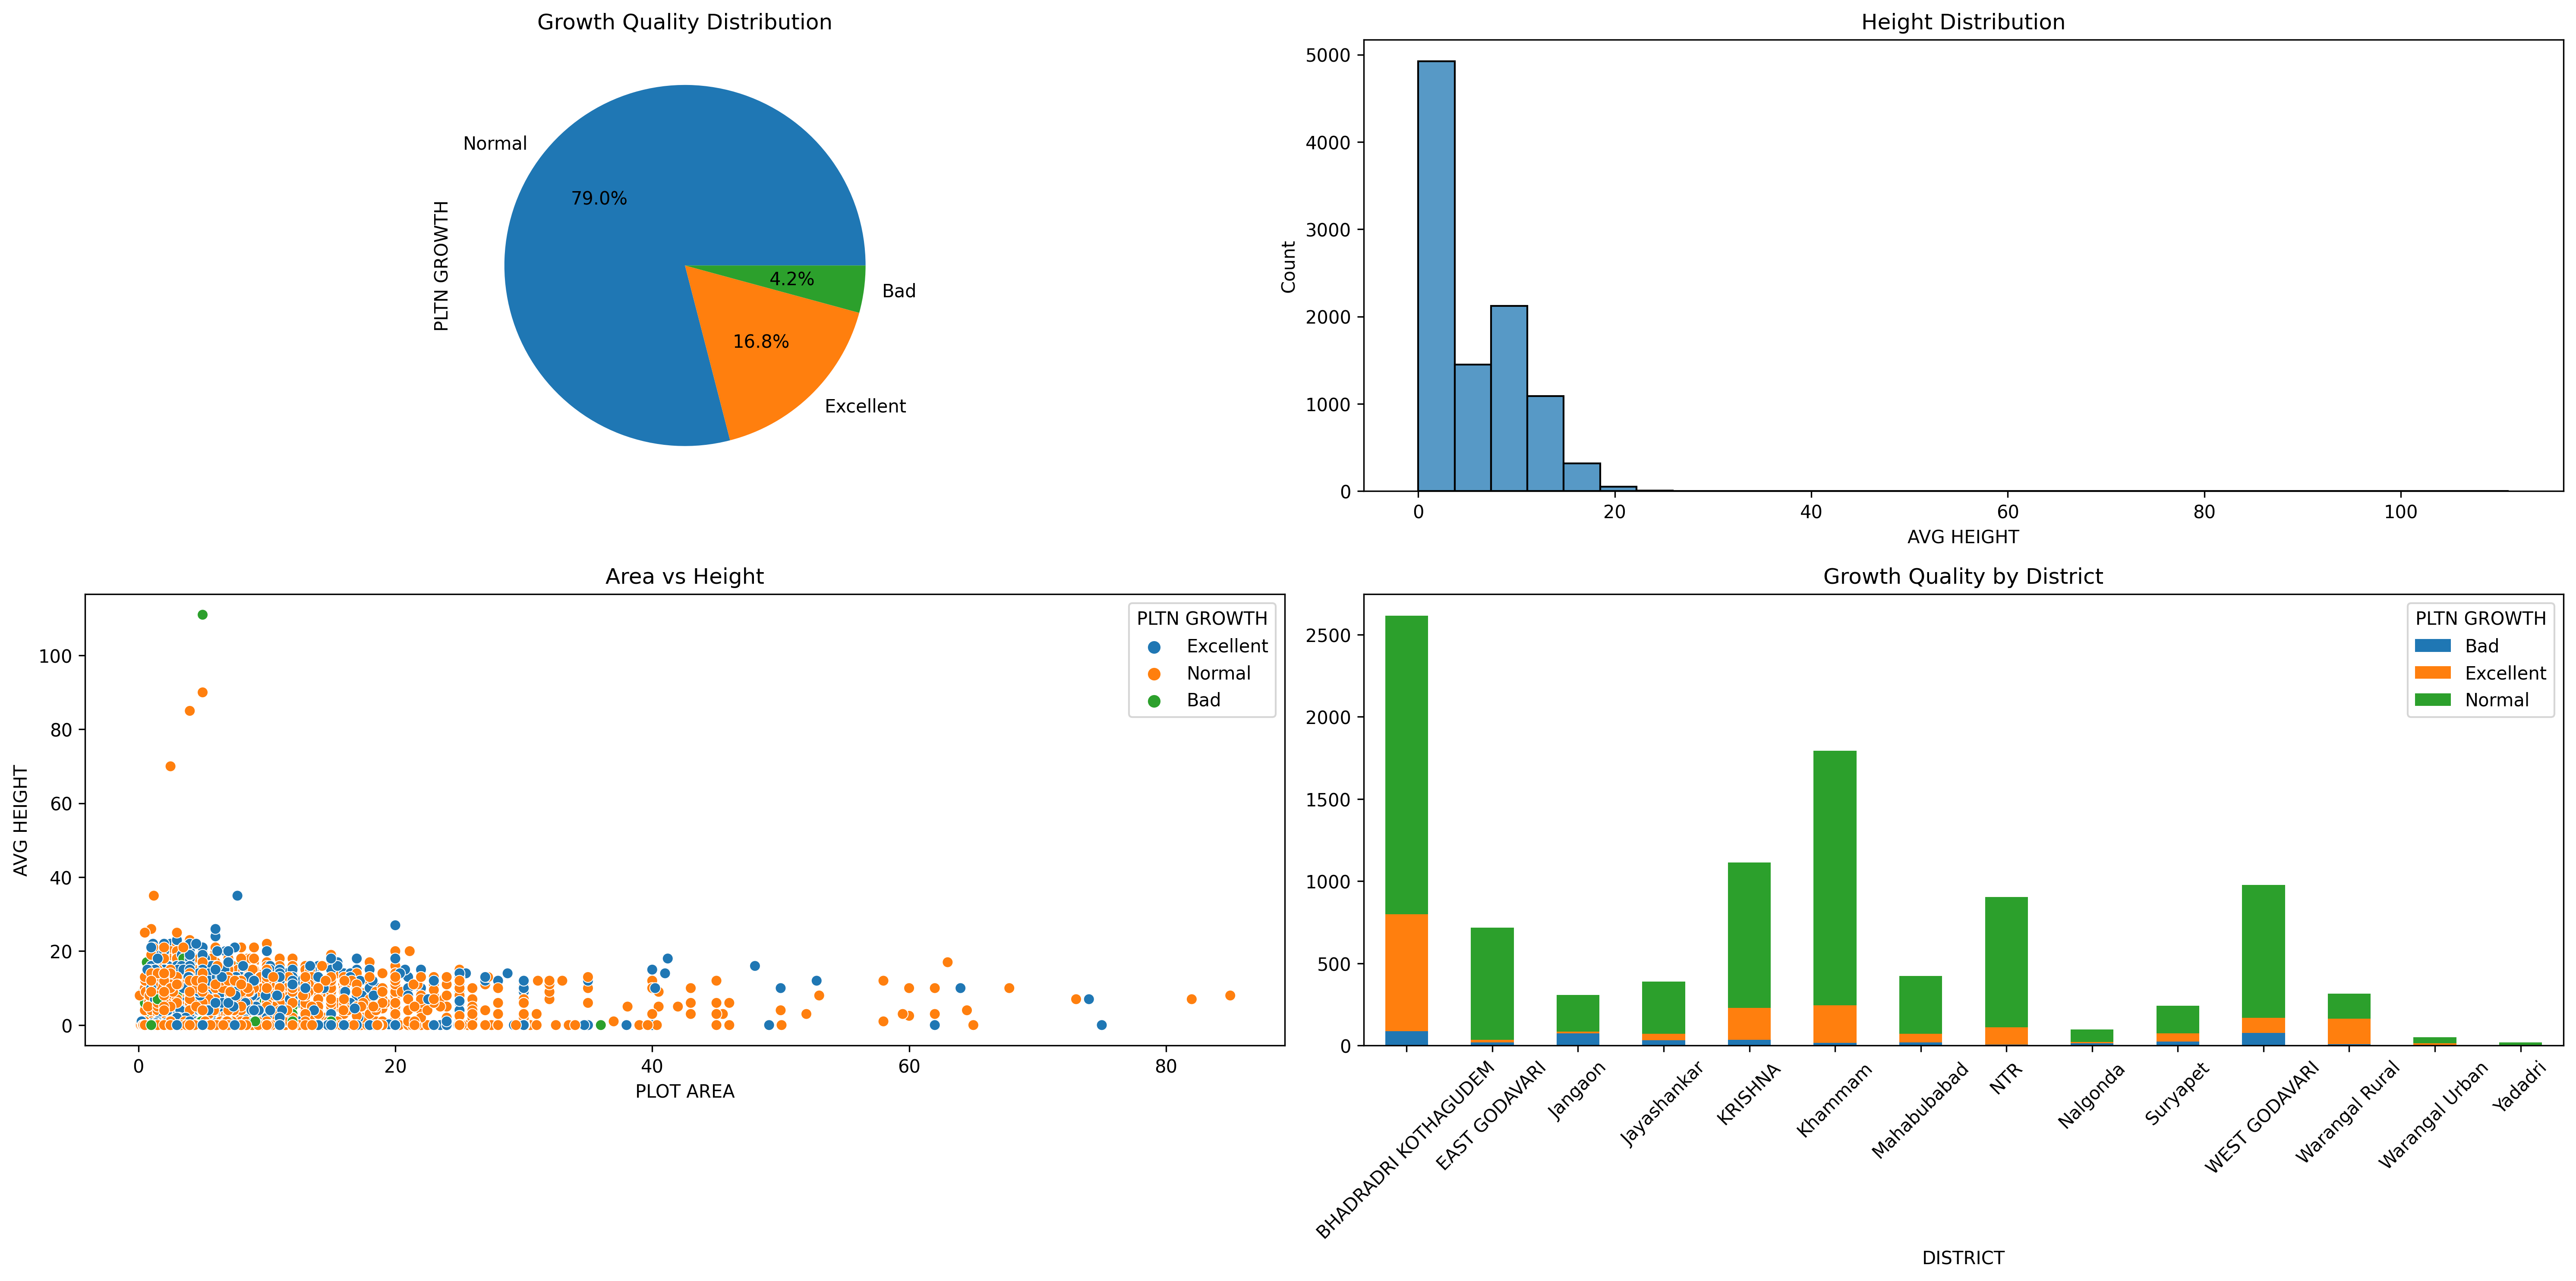 Growth Quality Distribution
PLTN GROWTH
Normal
79.0%
4.2%
Bad
16.8%
Excellent
Height Distribution
Count
5000
4000
3000
2000
1000
0
0 20 40 60 80 100
AVG HEIGHT
Area vs Height
AVG HEIGHT
100
80
60
40
20
0
PLTN GROWTH
Excellent
Normal
Bad
0 20 40 60 80
PLOT AREA
Growth Quality by District
2500
2000
1500
1000
500
0
PLTN GROWTH
Bad
Excellent
Normal
BHADRADRI KOTHAGUDEM
EAST GODAVARI
Jangaon
Jayashankar
KRISHNA
Khammam
Mahabubabad
NTR
Nalgonda
Suryapet
WEST GODAVARI
Warangal Rural
Warangal Urban
Yadadri
DISTRICT